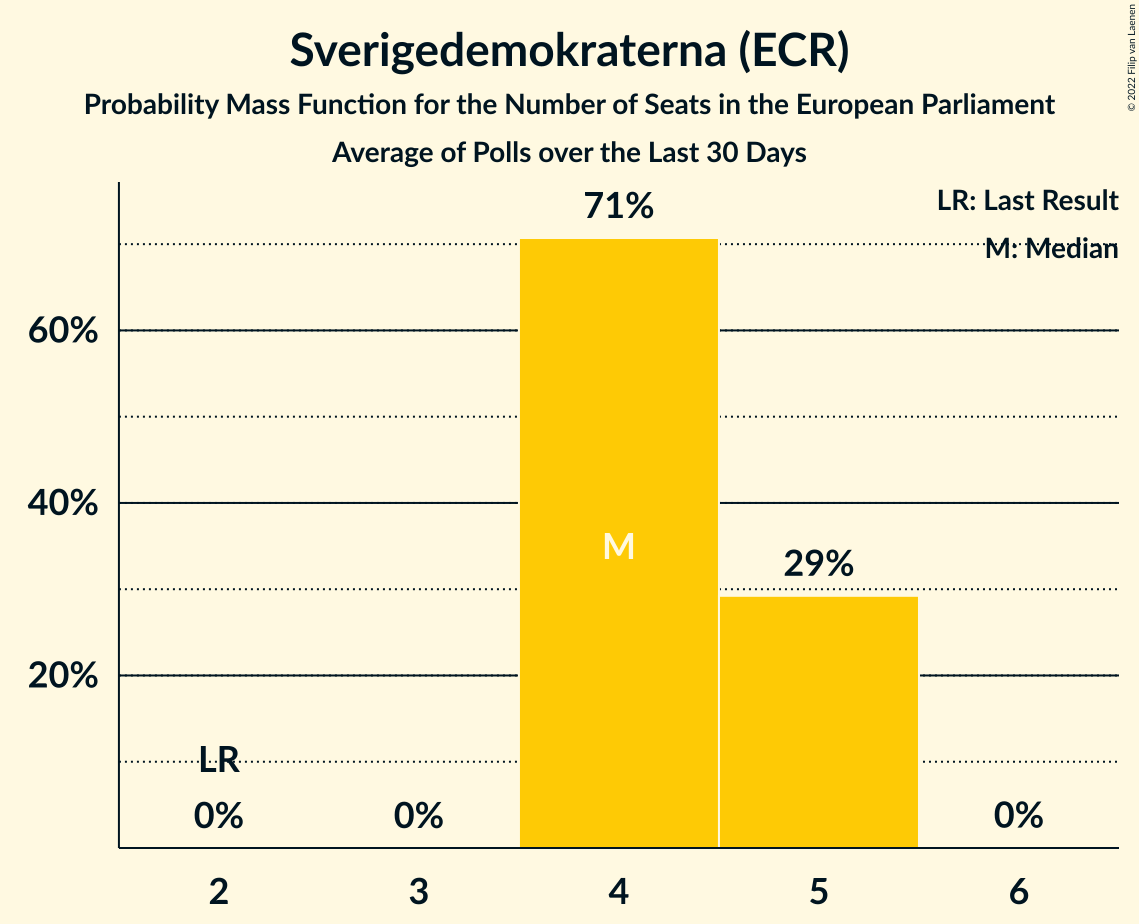 Sverigedemokraterna (ECR)
Probability Mass Function for the Number of Seats in the European Parliament
Average of Polls over the Last 30 Days
© 2022 Filip van Laenen
LR: Last Result
M: Median
71%
60%
40%
M
29%
20%
LR
0%
0%
0%
2
3
4
5
6